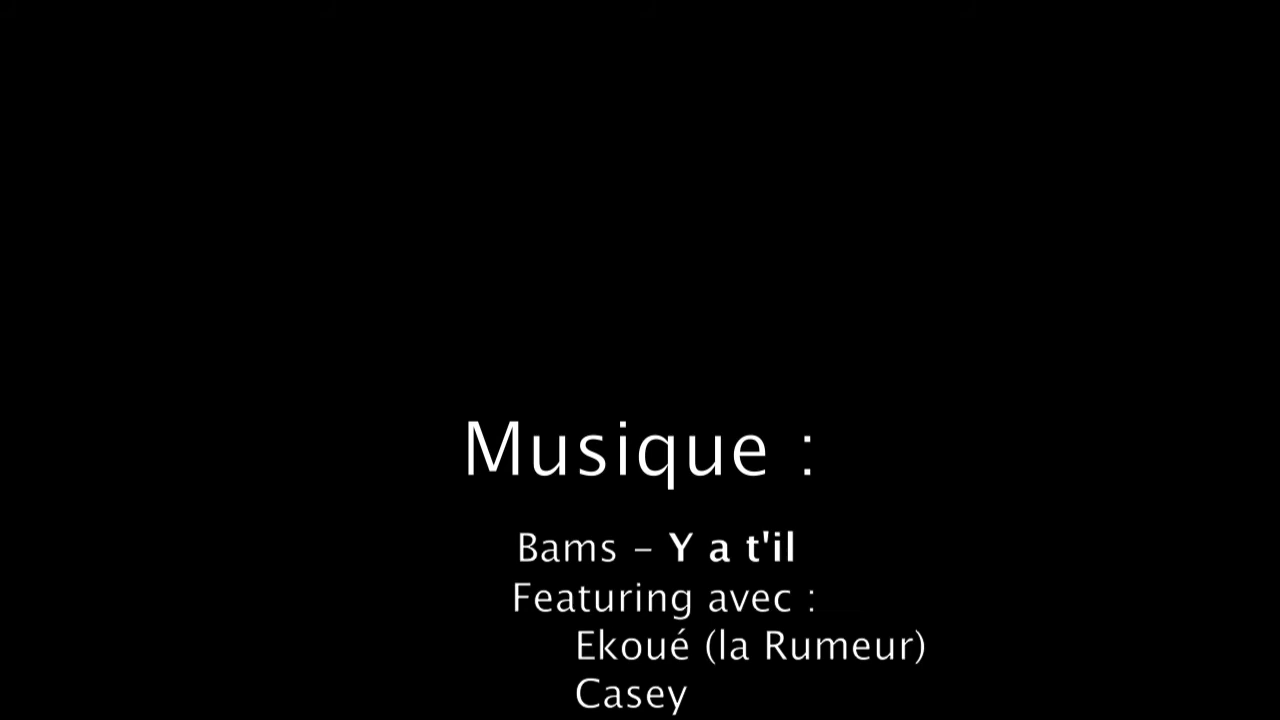 Musique :
Bams – Y a t'il
Featuring avec :
Ekoué (la Rumeur)
Casey